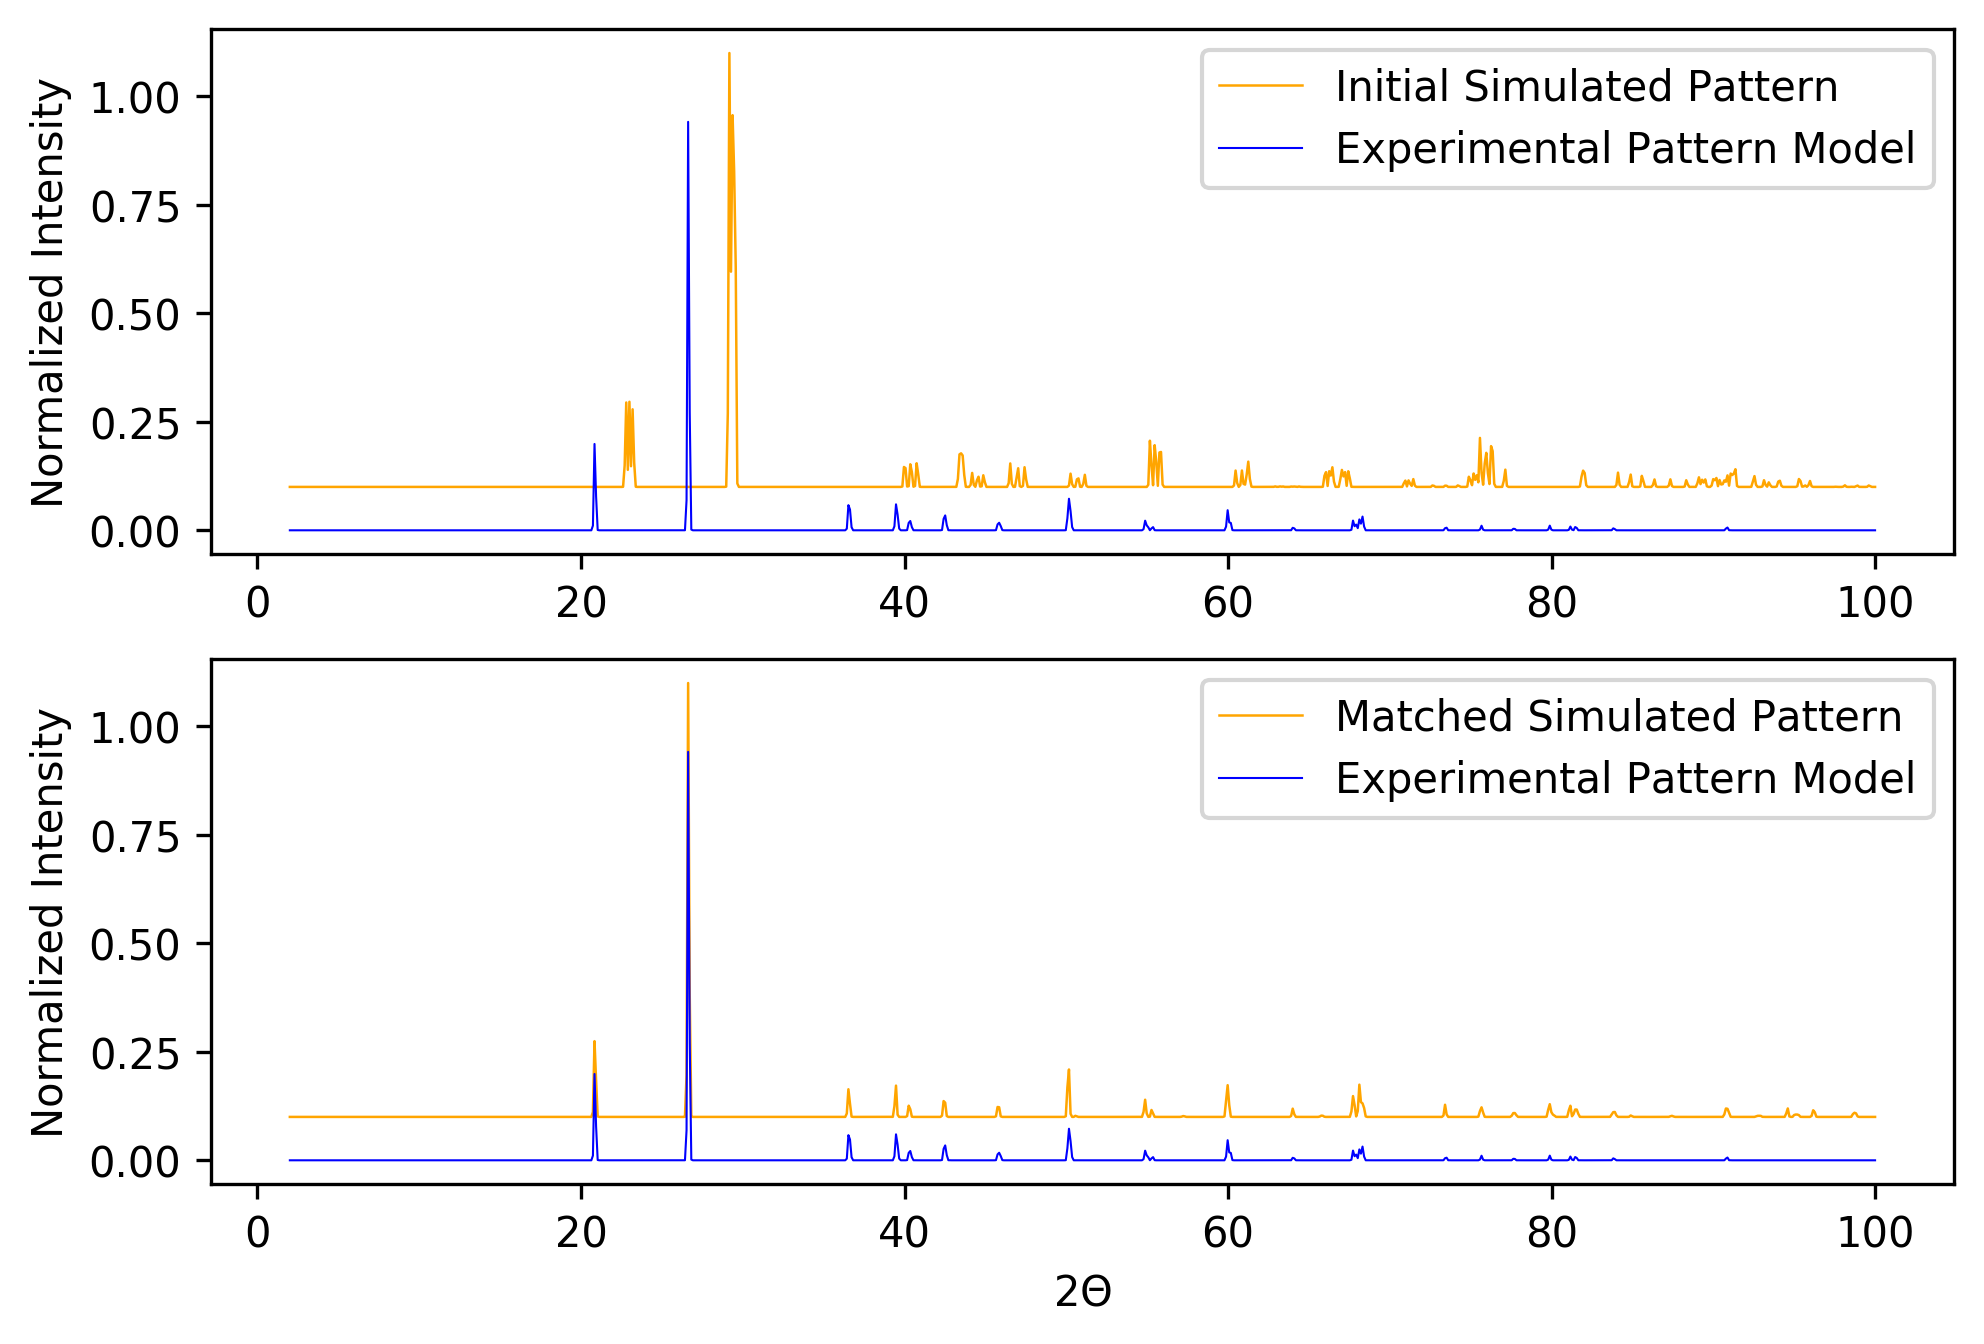 Normalized Intensity
1.00
0.75
0.50
0.25
0.00
Initial Simulated Pattern
Experimental Pattern Model
0 20 40 60 80 100
Normalized Intensity
1.00
0.75
0.50
0.25
0.00
Matched Simulated Pattern
Experimental Pattern Model
0 20 40 60 80 100
2Θ